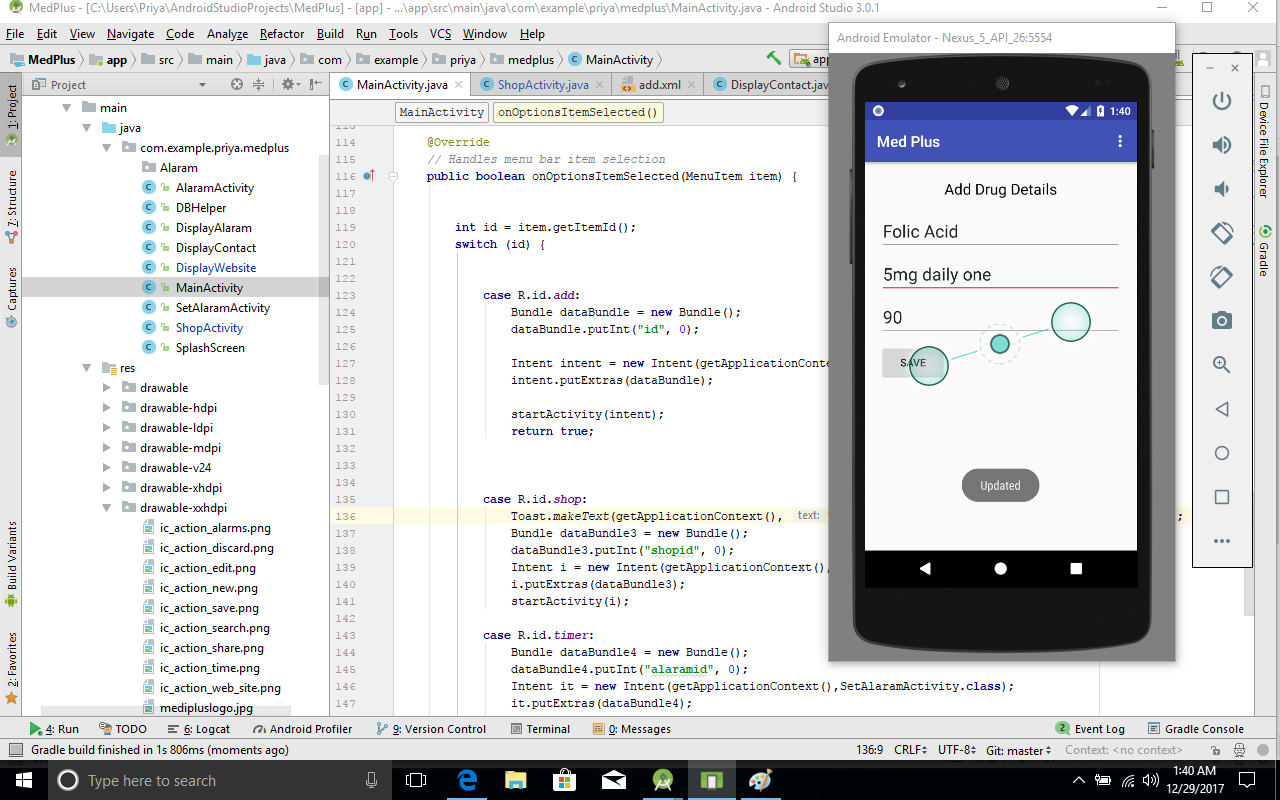 MedPlus - [C:\Users\Priya\AndroidStudioProjects\MedPlus] - [app] - ...\app\src\main\java\com\example\priya\medplus\MainActivity.java - Android Studio 3.0.1
File Edit View Navigate Code Analyze Refactor Build Run Tools VCS Window Help
MedPlus app src main java com example priya medplus MainActivity app
Project
MainActivity.java ShopActivity.java add.xml DisplayContact.java
MainActivity onOptionsItemSelected()
1: Project
7: Structure
Captures
Build Variants
2: Favorites
main
java
com.example.priya.medplus
Alaram
AlaramActivity
DBHelper
DisplayAlaram
DisplayContact
DisplayWebsite
MainActivity
SetAlaramActivity
ShopActivity
SplashScreen
res
drawable
drawable-hdpi
drawable-ldpi
drawable-mdpi
drawable-v24
drawable-xhdpi
drawable-xxhdpi
ic_action_alarms.png
ic_action_discard.png
ic_action_edit.png
ic_action_new.png
ic_action_save.png
ic_action_search.png
ic_action_share.png
ic_action_time.png
ic_action_web_site.png
medipluslogo.jpg
113
114 @Override
115 // Handles menu bar item selection
116 public boolean onOptionsItemSelected(MenuItem item) {
117
118
119 int id = item.getItemId();
120 switch (id) {
121
122
123 case R.id.add:
124 Bundle dataBundle = new Bundle();
125 dataBundle.putInt("id", 0);
126
127 Intent intent = new Intent(getApplicationContext()
128 intent.putExtras(dataBundle);
129
130 startActivity(intent);
131 return true;
132
133
134
135 case R.id.shop:
136 Toast.makeText(getApplicationContext(), text: ;
137 Bundle dataBundle3 = new Bundle();
138 dataBundle3.putInt("shopid", 0);
139 Intent i = new Intent(getApplicationContext(),
140 i.putExtras(dataBundle3);
141 startActivity(i);
142
143 case R.id.timer:
144 Bundle dataBundle4 = new Bundle();
145 dataBundle4.putInt("alaramid", 0);
146 Intent it = new Intent(getApplicationContext(),SetAlaramActivity.class);
147 it.putExtras(dataBundle4);
Android Emulator - Nexus_5_API_26:5554
1:40
Med Plus
Add Drug Details
Folic Acid
5mg daily one
90
SAVE
Updated
Device File Explorer
Gradle
4: Run TODO 6: Logcat Android Profiler 9: Version Control Terminal 0: Messages 2 Event Log Gradle Console
Gradle build finished in 1s 806ms (moments ago) 136:9 CRLF UTF-8 Git: master Context: <no context>
Type here to search
1:40 AM
12/29/2017